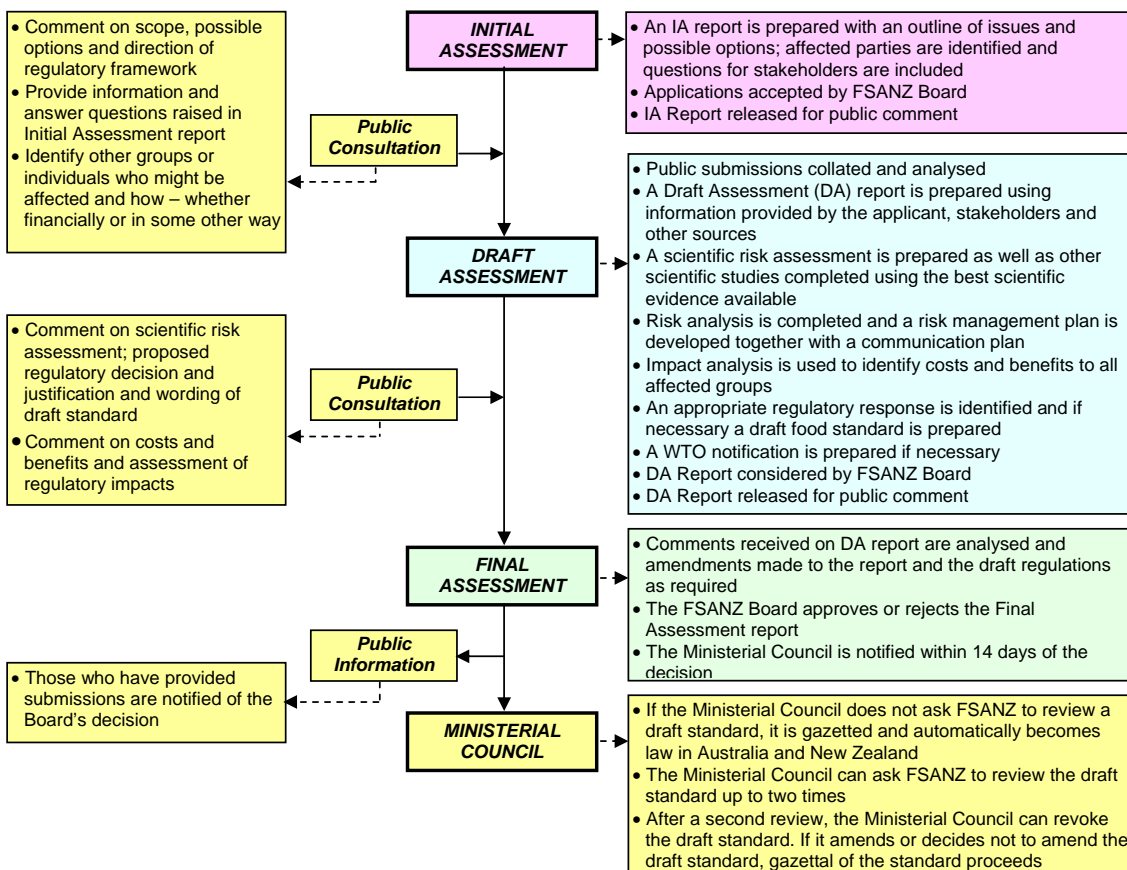 • Comment on scope, possible
options and direction of
regulatory framework
• Provide information and
answer questions raised in
Initial Assessment report
• Identify other groups or
individuals who might be
affected and how – whether
financially or in some other way
INITIAL
ASSESSMENT
• An IA report is prepared with an outline of issues and
possible options; affected parties are identified and
questions for stakeholders are included
• Applications accepted by FSANZ Board
• IA Report released for public comment
Public
Consultation
DRAFT
ASSESSMENT
• Public submissions collated and analysed
• A Draft Assessment (DA) report is prepared using
information provided by the applicant, stakeholders and
other sources
• A scientific risk assessment is prepared as well as other
scientific studies completed using the best scientific
evidence available
• Risk analysis is completed and a risk management plan is
developed together with a communication plan
• Impact analysis is used to identify costs and benefits to all
affected groups
• An appropriate regulatory response is identified and if
necessary a draft food standard is prepared
• A WTO notification is prepared if necessary
• DA Report considered by FSANZ Board
• DA Report released for public comment
• Comment on scientific risk
assessment; proposed
regulatory decision and
justification and wording of
draft standard
• Comment on costs and
benefits and assessment of
regulatory impacts
Public
Consultation
FINAL
ASSESSMENT
• Comments received on DA report are analysed and
amendments made to the report and the draft regulations
as required
• The FSANZ Board approves or rejects the Final
Assessment report
• The Ministerial Council is notified within 14 days of the
decision
Public
Information
• Those who have provided
submissions are notified of the
Board's decision
MINISTERIAL
COUNCIL
• If the Ministerial Council does not ask FSANZ to review a
draft standard, it is gazetted and automatically becomes
law in Australia and New Zealand
• The Ministerial Council can ask FSANZ to review the draft
standard up to two times
• After a second review, the Ministerial Council can revoke
the draft standard. If it amends or decides not to amend the
draft standard, gazettal of the standard proceeds